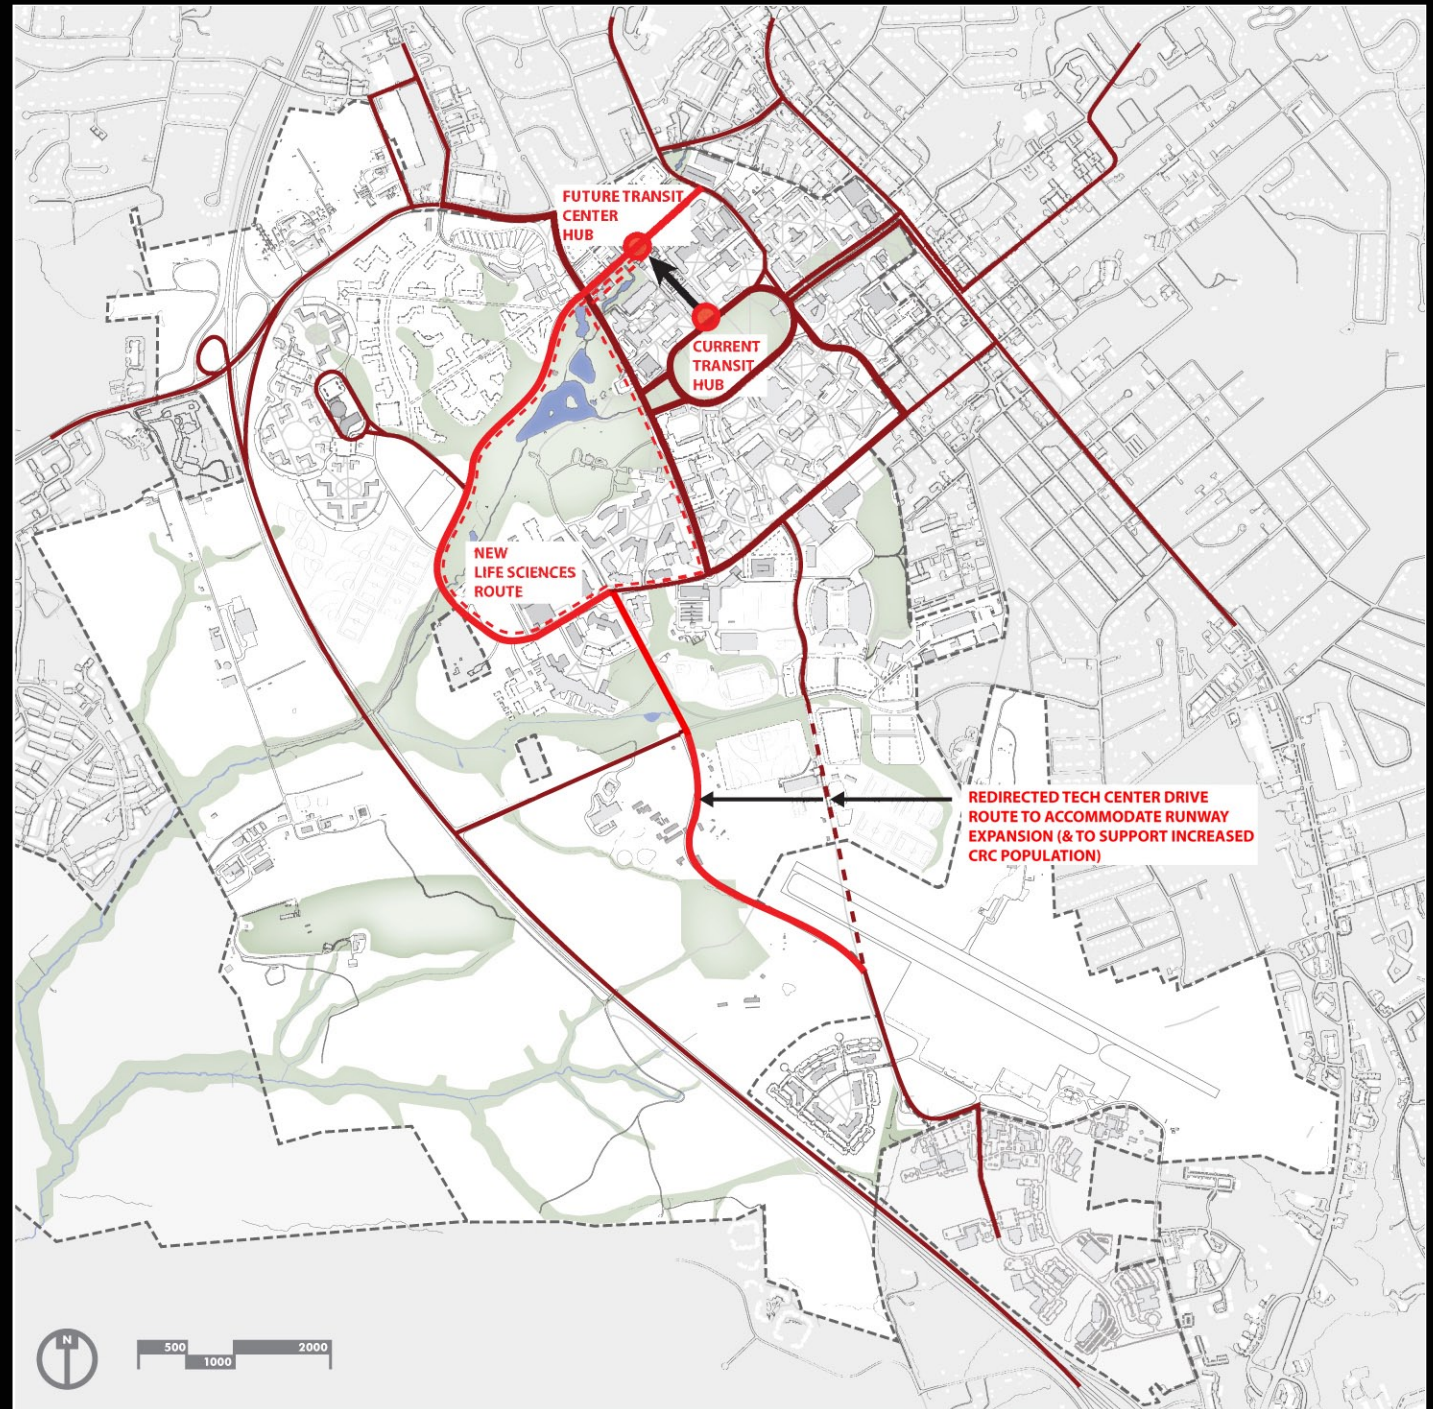 FUTURE TRANSIT
CENTER
HUB
CURRENT
TRANSIT
HUB
NEW
LIFE SCIENCES
ROUTE
REDIRECTED TECH CENTER DRIVE
ROUTE TO ACCOMMODATE RUNWAY
EXPANSION (& TO SUPPORT INCREASED
CRC POPULATION)
N
500
2000
1000